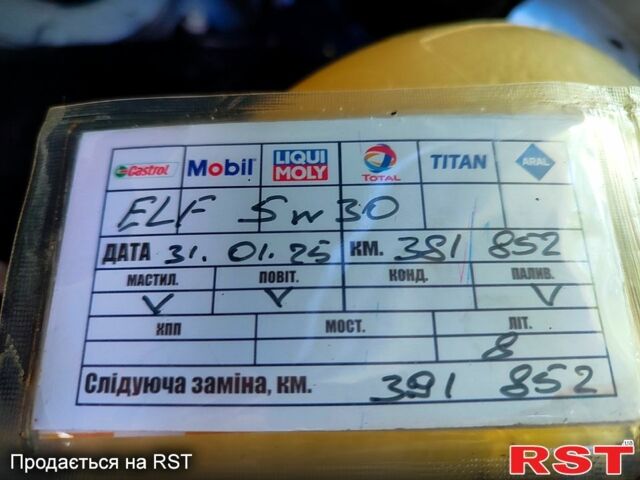 Castrol Mobil LIQUI MOLY TOTAL TITAN ARAL
ELF 5w30
ДАТА 31. 01. 25 КМ. 381 852
МАСТИЛ. ПОВІТ. КОНД. ПАЛИВ.
КПП МОСТ. ЛІТ.
8
Слідуюча заміна, км. 391 852
Продається на RST
RST.UA